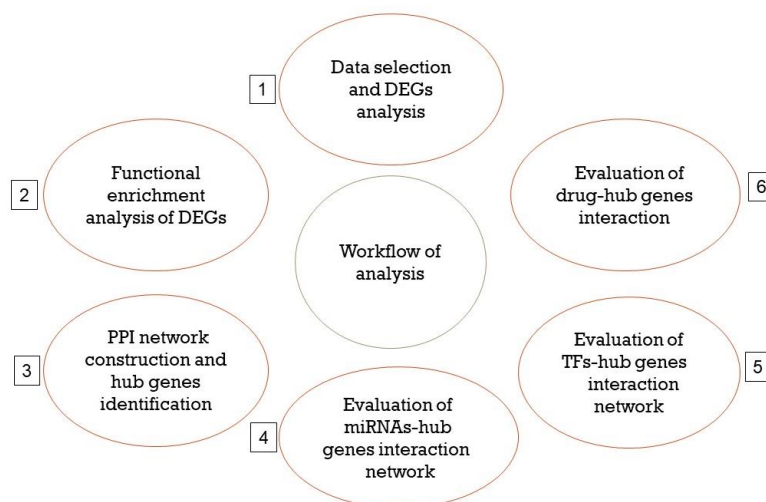 1
Data selection
and DEGs
analysis
2
Functional
enrichment
analysis of DEGs
3
PPI network
construction and
hub genes
identification
4
Evaluation of
miRNAs-hub
genes interaction
network
5
Evaluation of
TFs-hub genes
interaction
network
6
Evaluation of
drug-hub genes
interaction
Workflow of
analysis